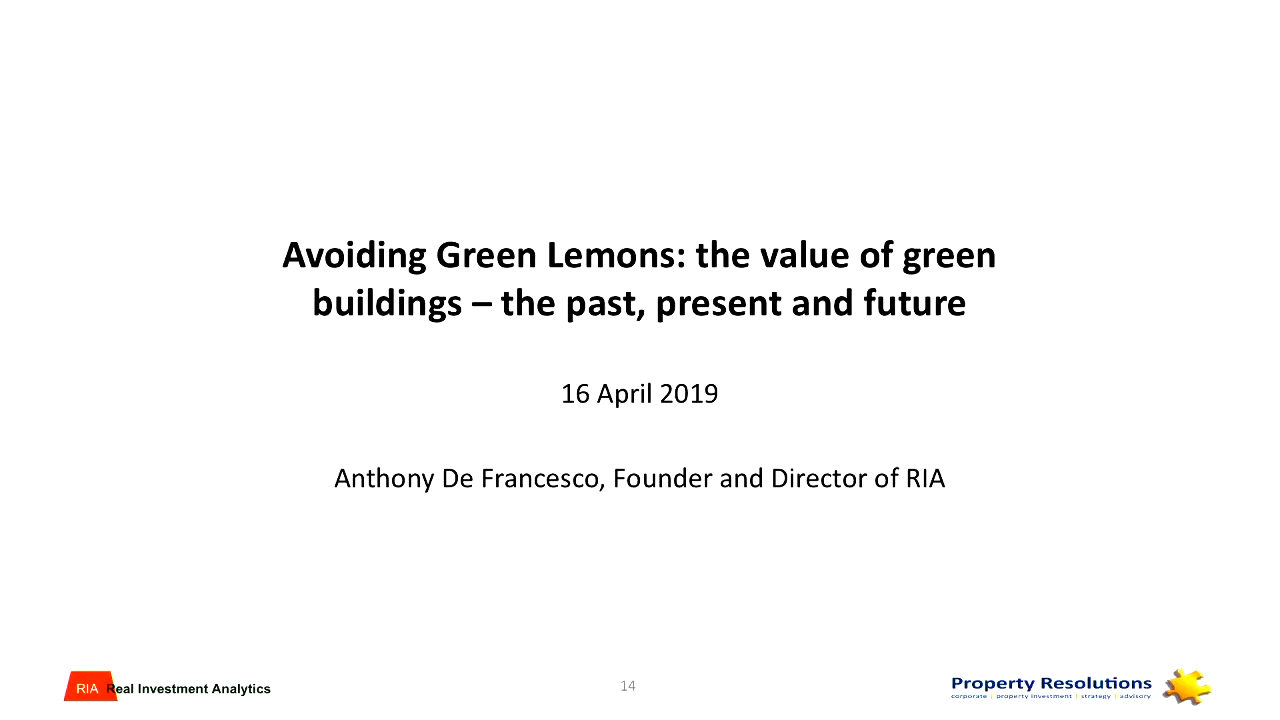 Avoiding Green Lemons: the value of green
buildings – the past, present and future
16 April 2019
Anthony De Francesco, Founder and Director of RIA
RIA Real Investment Analytics
14
Property Resolutions
corporate | property investment | strategy | advisory